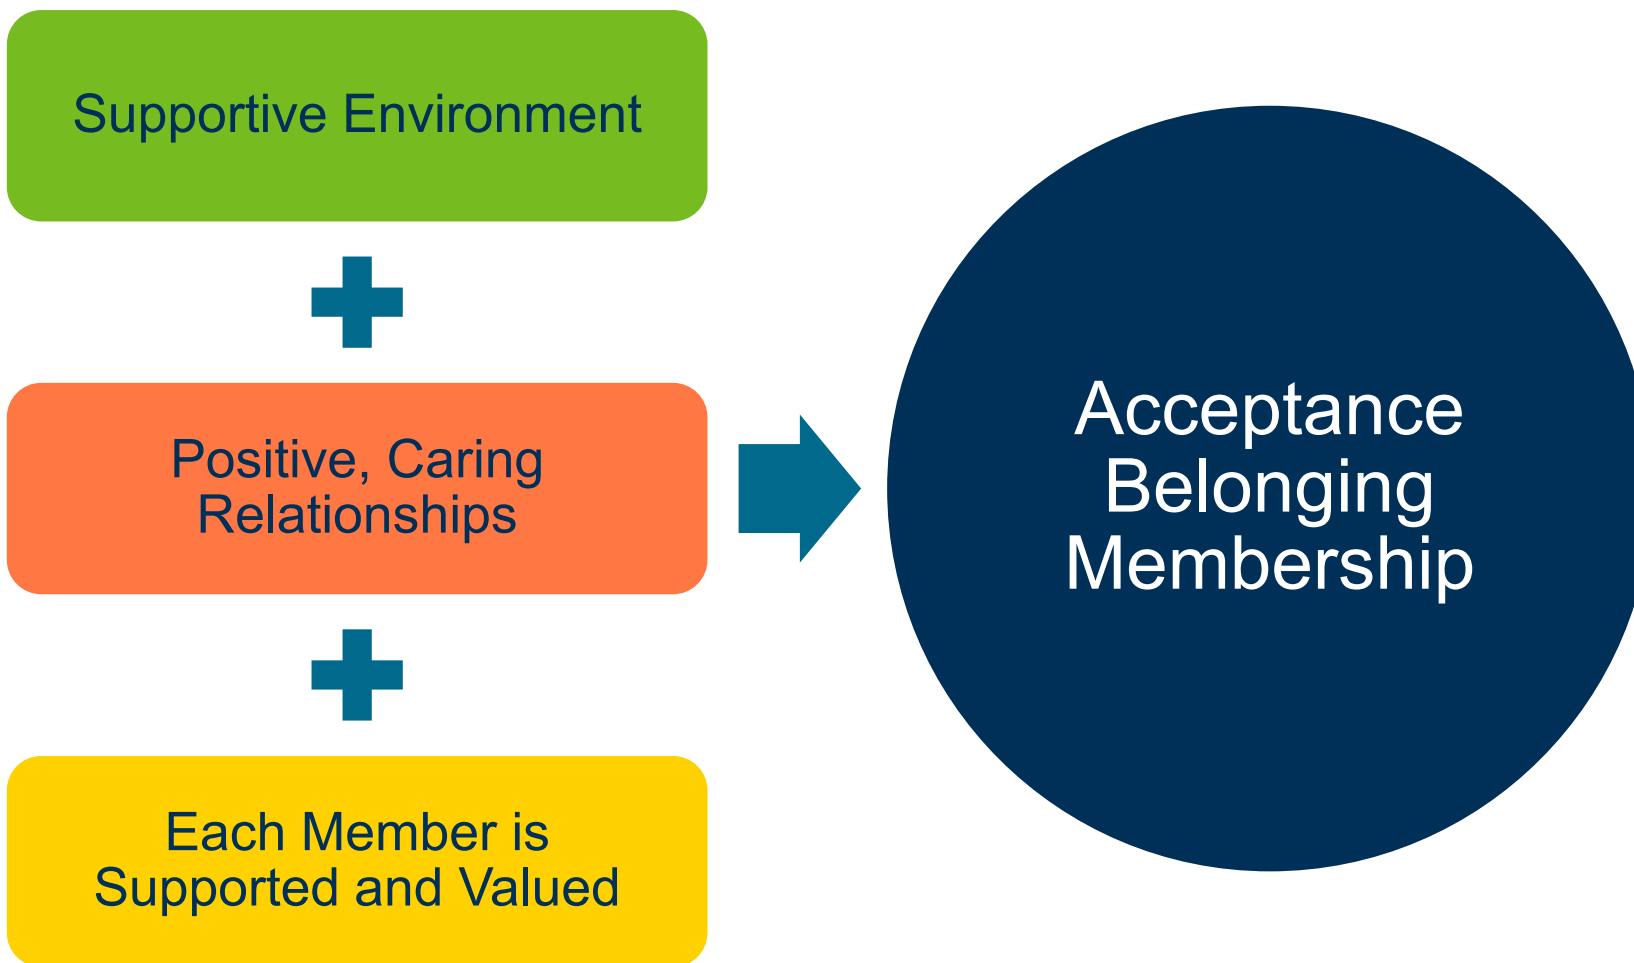 Supportive Environment
Positive, Caring
Relationships
Each Member is
Supported and Valued
Acceptance
Belonging
Membership